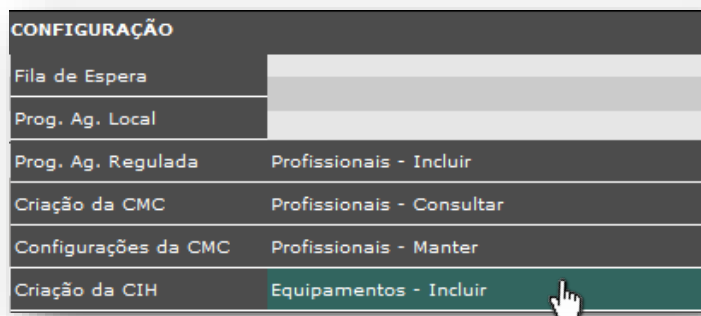 CONFIGURAÇÃO
Fila de Espera
Prog. Ag. Local
Prog. Ag. Regulada Profissionais - Incluir
Criação da CMC Profissionais - Consultar
Configurações da CMC Profissionais - Manter
Criação da CIH Equipamentos - Incluir